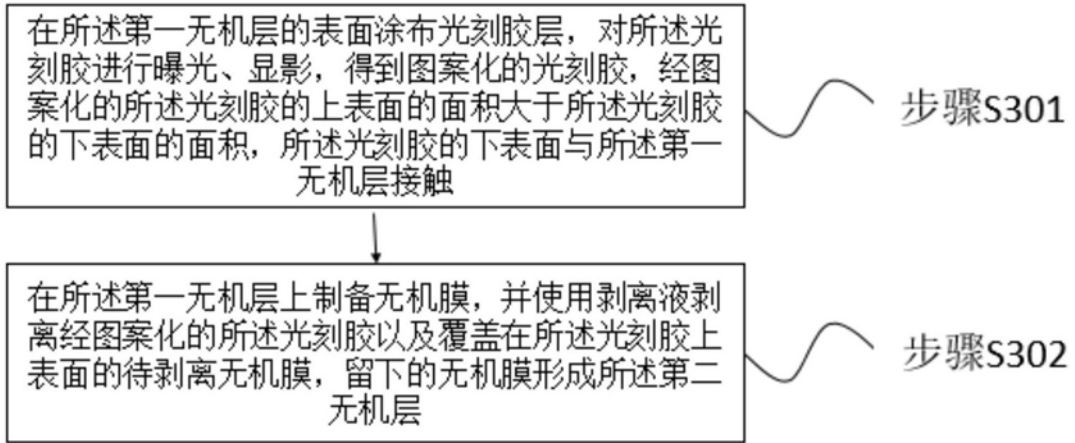 在所述第一无机层的表面涂布光刻胶层，对所述光
刻胶进行曝光、显影，得到图案化的光刻胶，经图
案化的所述光刻胶的上表面的面积大于所述光刻胶
的下表面的面积，所述光刻胶的下表面与所述第一
无机层接触
步骤S301
在所述第一无机层上制备无机膜，并使用剥离液剥
离经图案化的所述光刻胶以及覆盖在所述光刻胶上
表面的待剥离无机膜，留下的无机膜形成所述第二
无机层
步骤S302